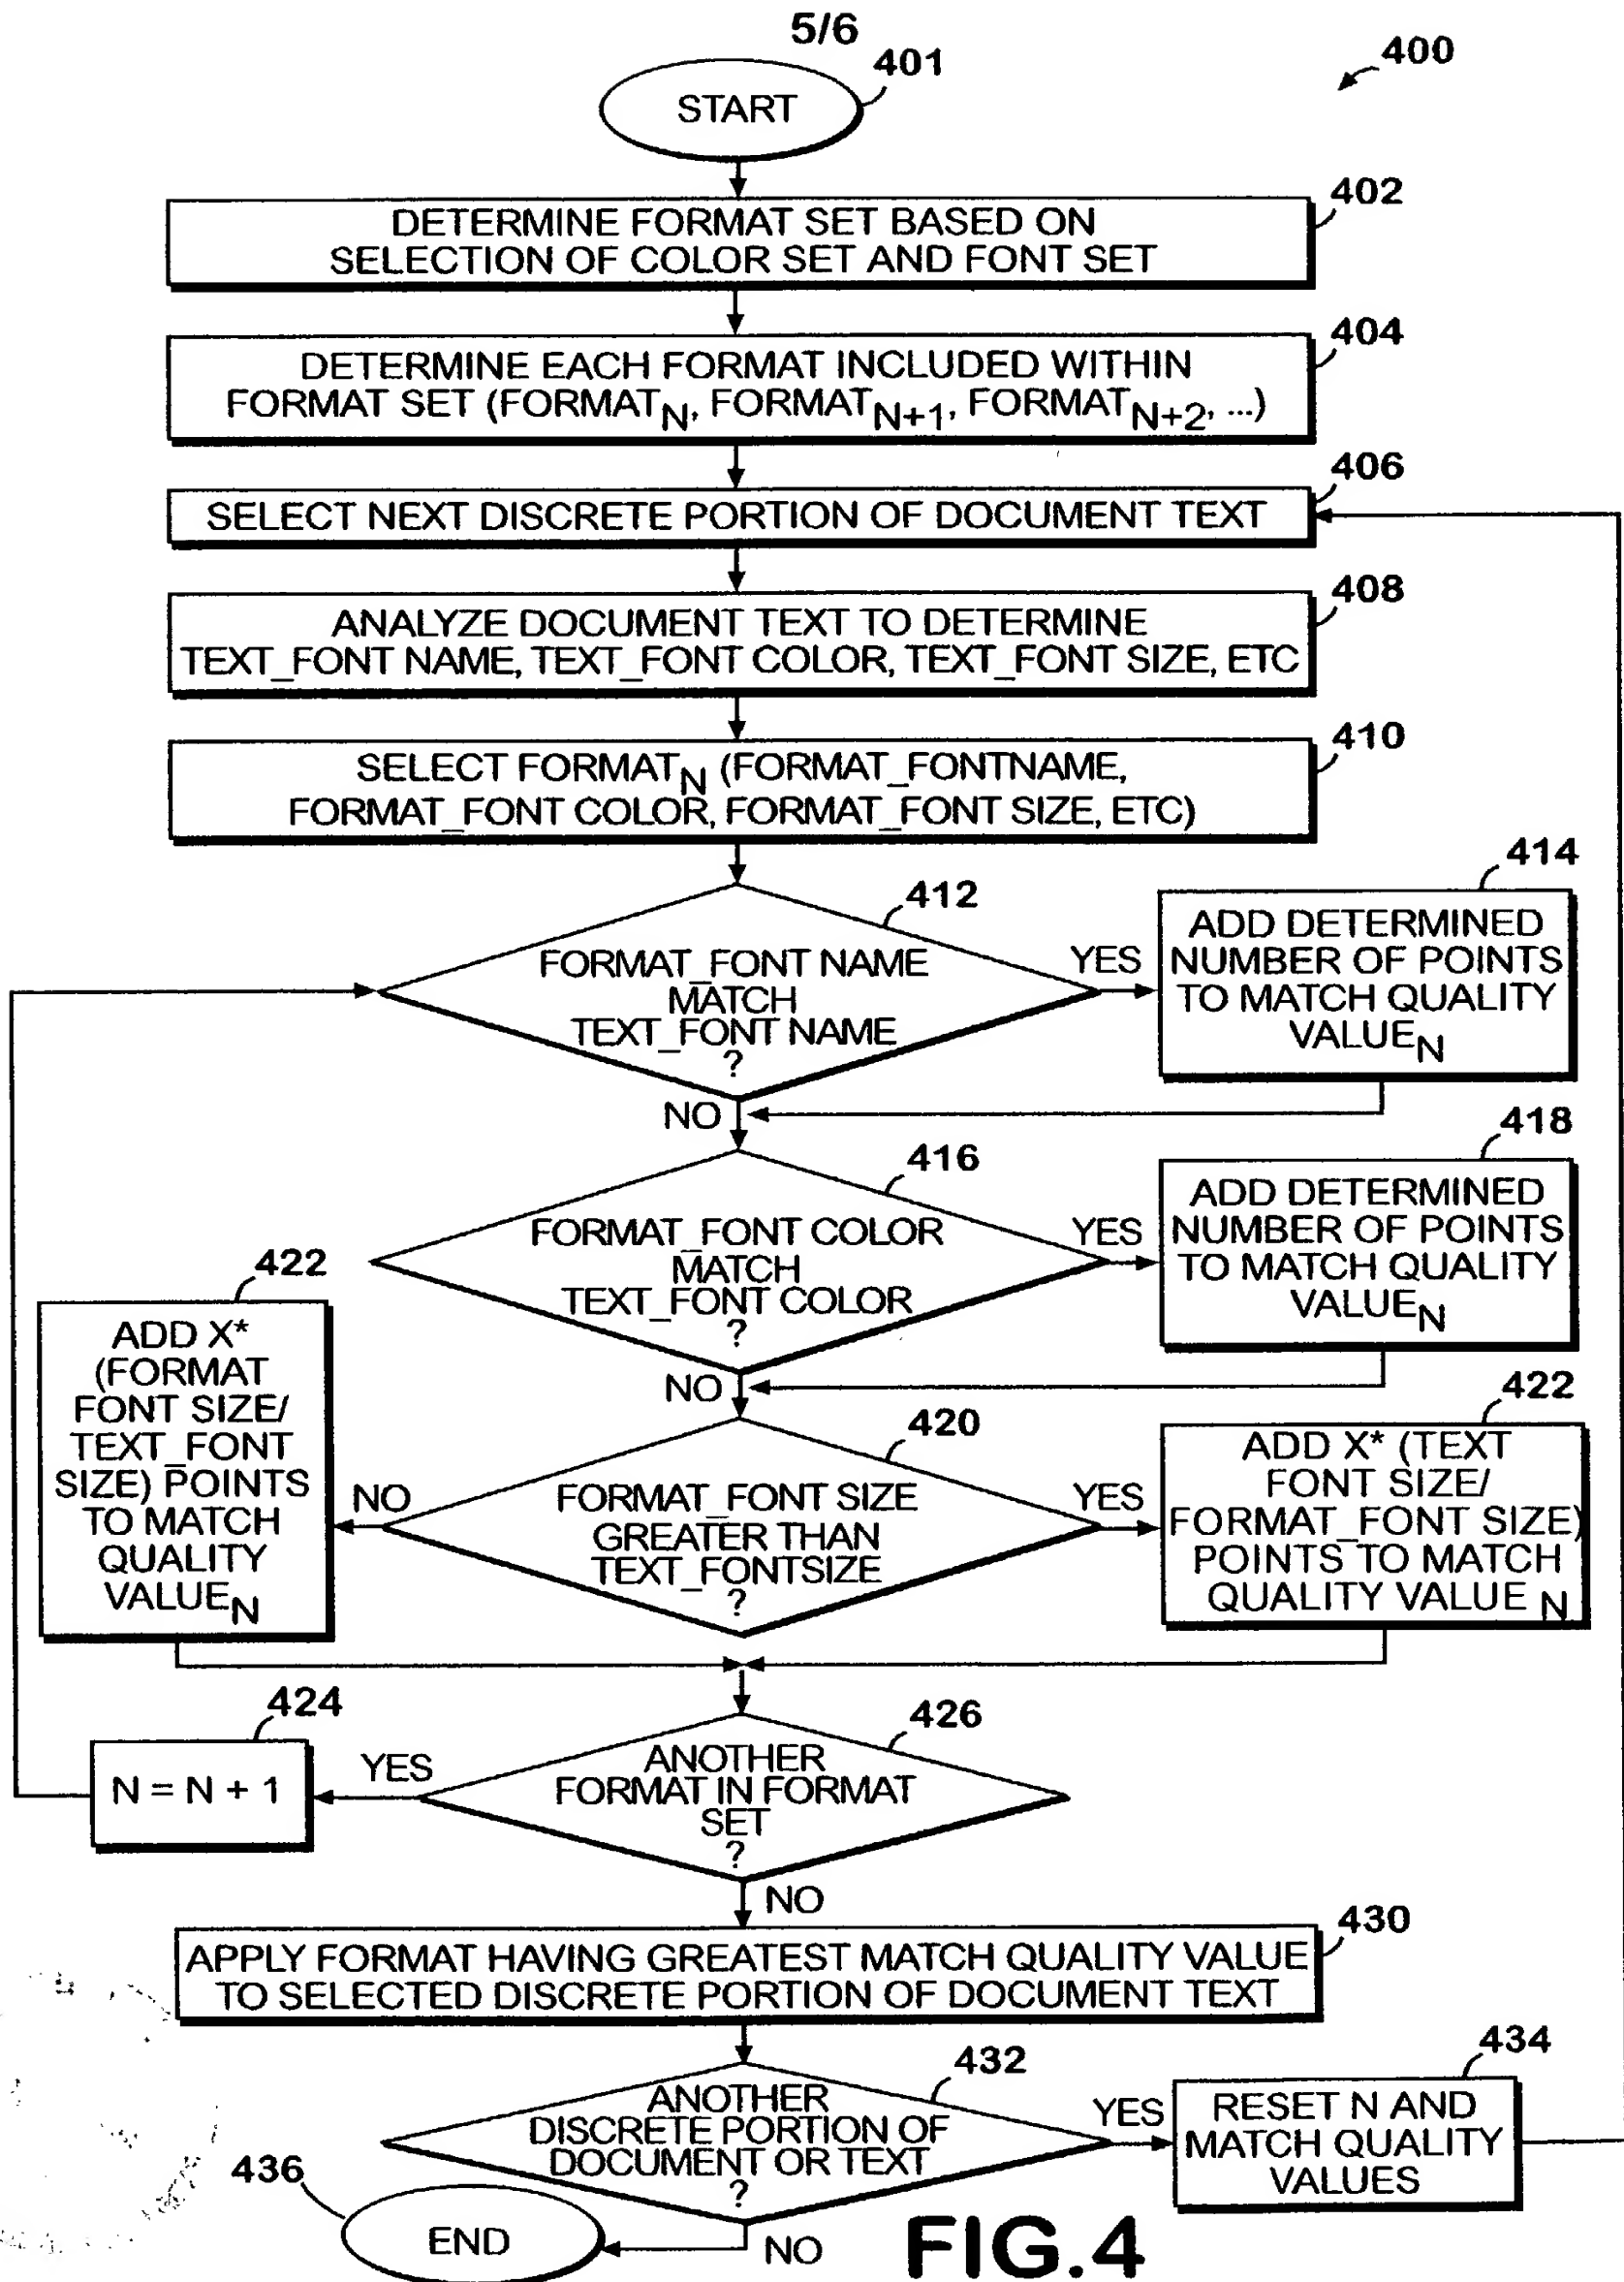 5/6
401
400
START
402
DETERMINE FORMAT SET BASED ON
SELECTION OF COLOR SET AND FONT SET
404
DETERMINE EACH FORMAT INCLUDED WITHIN
FORMAT SET (FORMATN, FORMATN+1, FORMATN+2, ...)
406
SELECT NEXT DISCRETE PORTION OF DOCUMENT TEXT
408
ANALYZE DOCUMENT TEXT TO DETERMINE
TEXT_FONT NAME, TEXT_FONT COLOR, TEXT_FONT SIZE, ETC
410
SELECT FORMATN (FORMAT_FONTNAME,
FORMAT_FONT COLOR, FORMAT_FONT SIZE, ETC)
412
FORMAT_FONT NAME
MATCH
TEXT_FONT NAME
?
YES
414
ADD DETERMINED
NUMBER OF POINTS
TO MATCH QUALITY
VALUEN
NO
416
FORMAT_FONT COLOR
MATCH
TEXT_FONT COLOR
?
YES
418
ADD DETERMINED
NUMBER OF POINTS
TO MATCH QUALITY
VALUEN
NO
422
ADD X*
(FORMAT
FONT SIZE/
TEXT_FONT
SIZE) POINTS
TO MATCH
QUALITY
VALUEN
NO
420
FORMAT_FONT SIZE
GREATER THAN
TEXT_FONTSIZE
?
YES
422
ADD X* (TEXT
FONT SIZE/
FORMAT_FONT SIZE)
POINTS TO MATCH
QUALITY VALUE N
424
N = N + 1
YES
426
ANOTHER
FORMAT IN FORMAT
SET
?
NO
430
APPLY FORMAT HAVING GREATEST MATCH QUALITY VALUE
TO SELECTED DISCRETE PORTION OF DOCUMENT TEXT
432
ANOTHER
DISCRETE PORTION OF
DOCUMENT OR TEXT
?
YES
434
RESET N AND
MATCH QUALITY
VALUES
436
END
NO
FIG.4